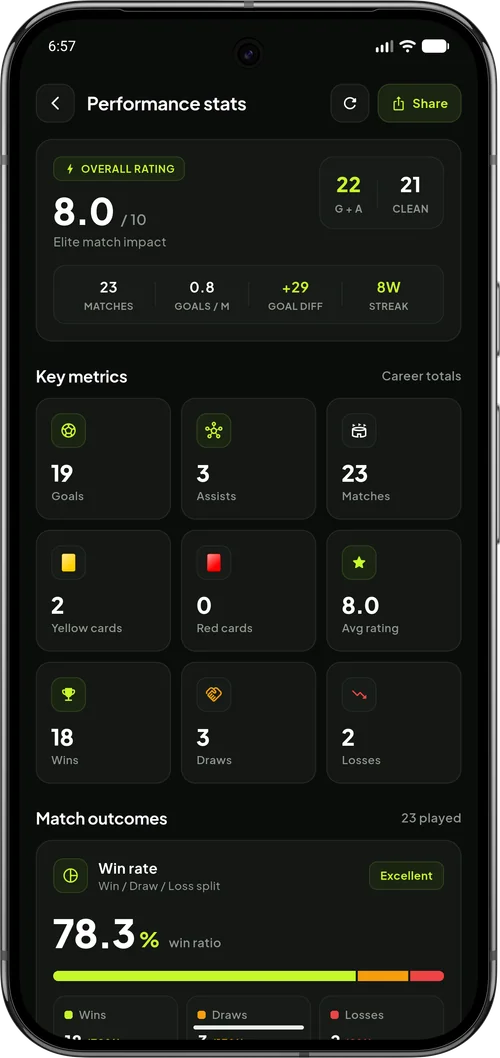 6:57
Performance stats
Share
OVERALL RATING
8.0 / 10
Elite match impact
22
G + A
21
CLEAN
23
MATCHES
0.8
GOALS / M
+29
GOAL DIFF
8W
STREAK
Key metrics
Career totals
19
Goals
3
Assists
23
Matches
2
Yellow cards
0
Red cards
8.0
Avg rating
18
Wins
3
Draws
2
Losses
Match outcomes
23 played
Win rate
Win / Draw / Loss split
Excellent
78.3% win ratio
Wins
Draws
Losses